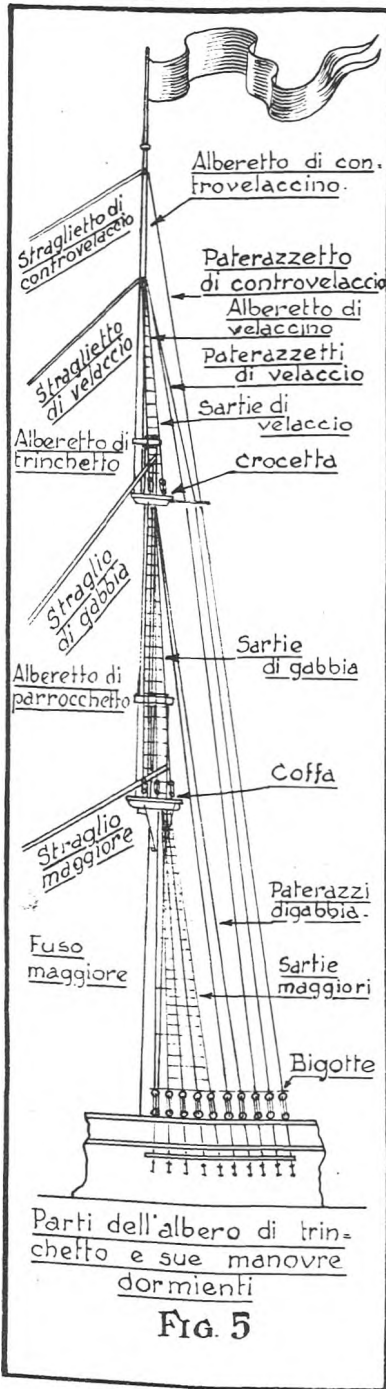 Alberetto di con=
trovelaccino.
Straglietto di
controvelaccio
Paterazzetto
di controvelaccio
Alberetto di
velaccino
Straglietto
di velaccio
Paterazzetti
di velaccio
Sartie di
velaccio
Alberetto di
trinchetto
Crocetta
Straglio
di gabbia
Sartie
di gabbia
Alberetto di
parrocchetto
Coffa
Straglio
maggiore
Paterazzi
digabbia.
Fuso
maggiore
Sartie
maggiori
Bigotte
Parti dell'albero di trin=
chetto e sue manovre
dormienti
FIG. 5